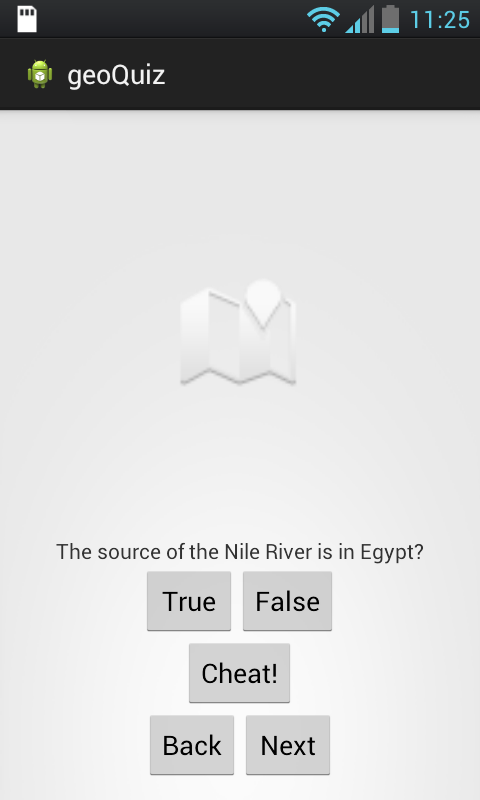 11:25
geoQuiz
The source of the Nile River is in Egypt?
True False
Cheat!
Back Next